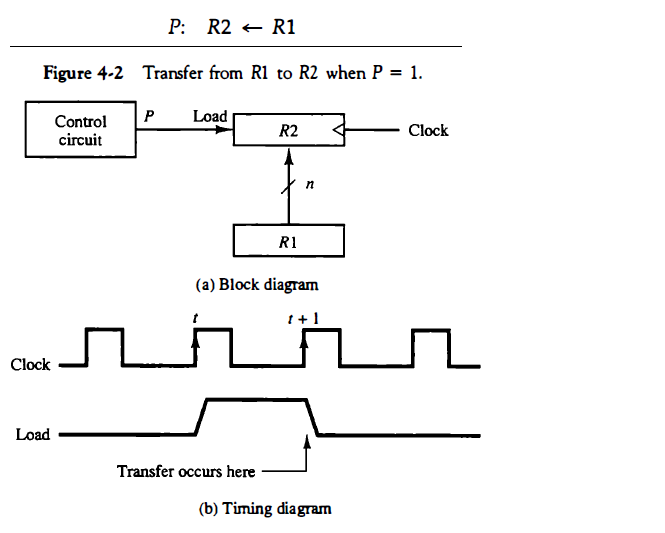 P: R2 ← R1
Figure 4-2 Transfer from R1 to R2 when P = 1.
Control
circuit
P
Load
R2
Clock
n
R1
(a) Block diagram
t
t + 1
Clock
Load
Transfer occurs here
(b) Timing diagram